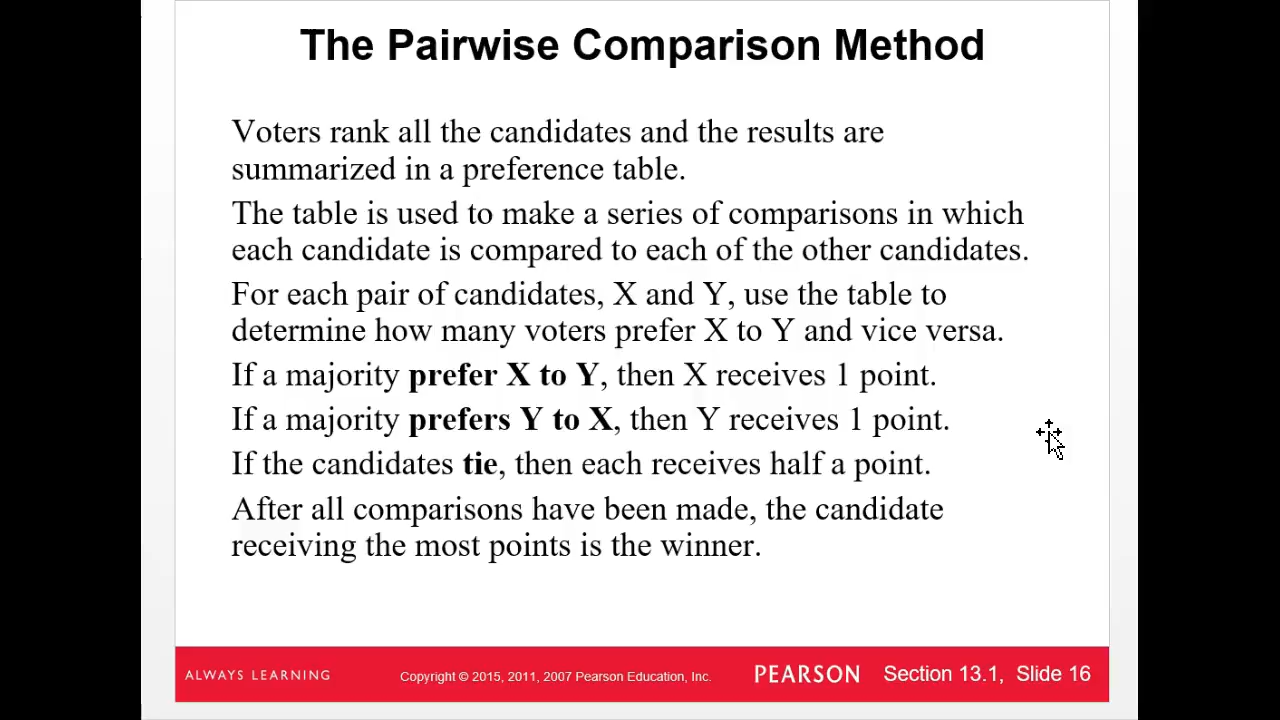 The Pairwise Comparison Method
Voters rank all the candidates and the results are
summarized in a preference table.
The table is used to make a series of comparisons in which
each candidate is compared to each of the other candidates.
For each pair of candidates, X and Y, use the table to
determine how many voters prefer X to Y and vice versa.
If a majority prefer X to Y, then X receives 1 point.
If a majority prefers Y to X, then Y receives 1 point.
If the candidates tie, then each receives half a point.
After all comparisons have been made, the candidate
receiving the most points is the winner.
ALWAYS LEARNING
Copyright © 2015, 2011, 2007 Pearson Education, Inc.
PEARSON
Section 13.1, Slide 16